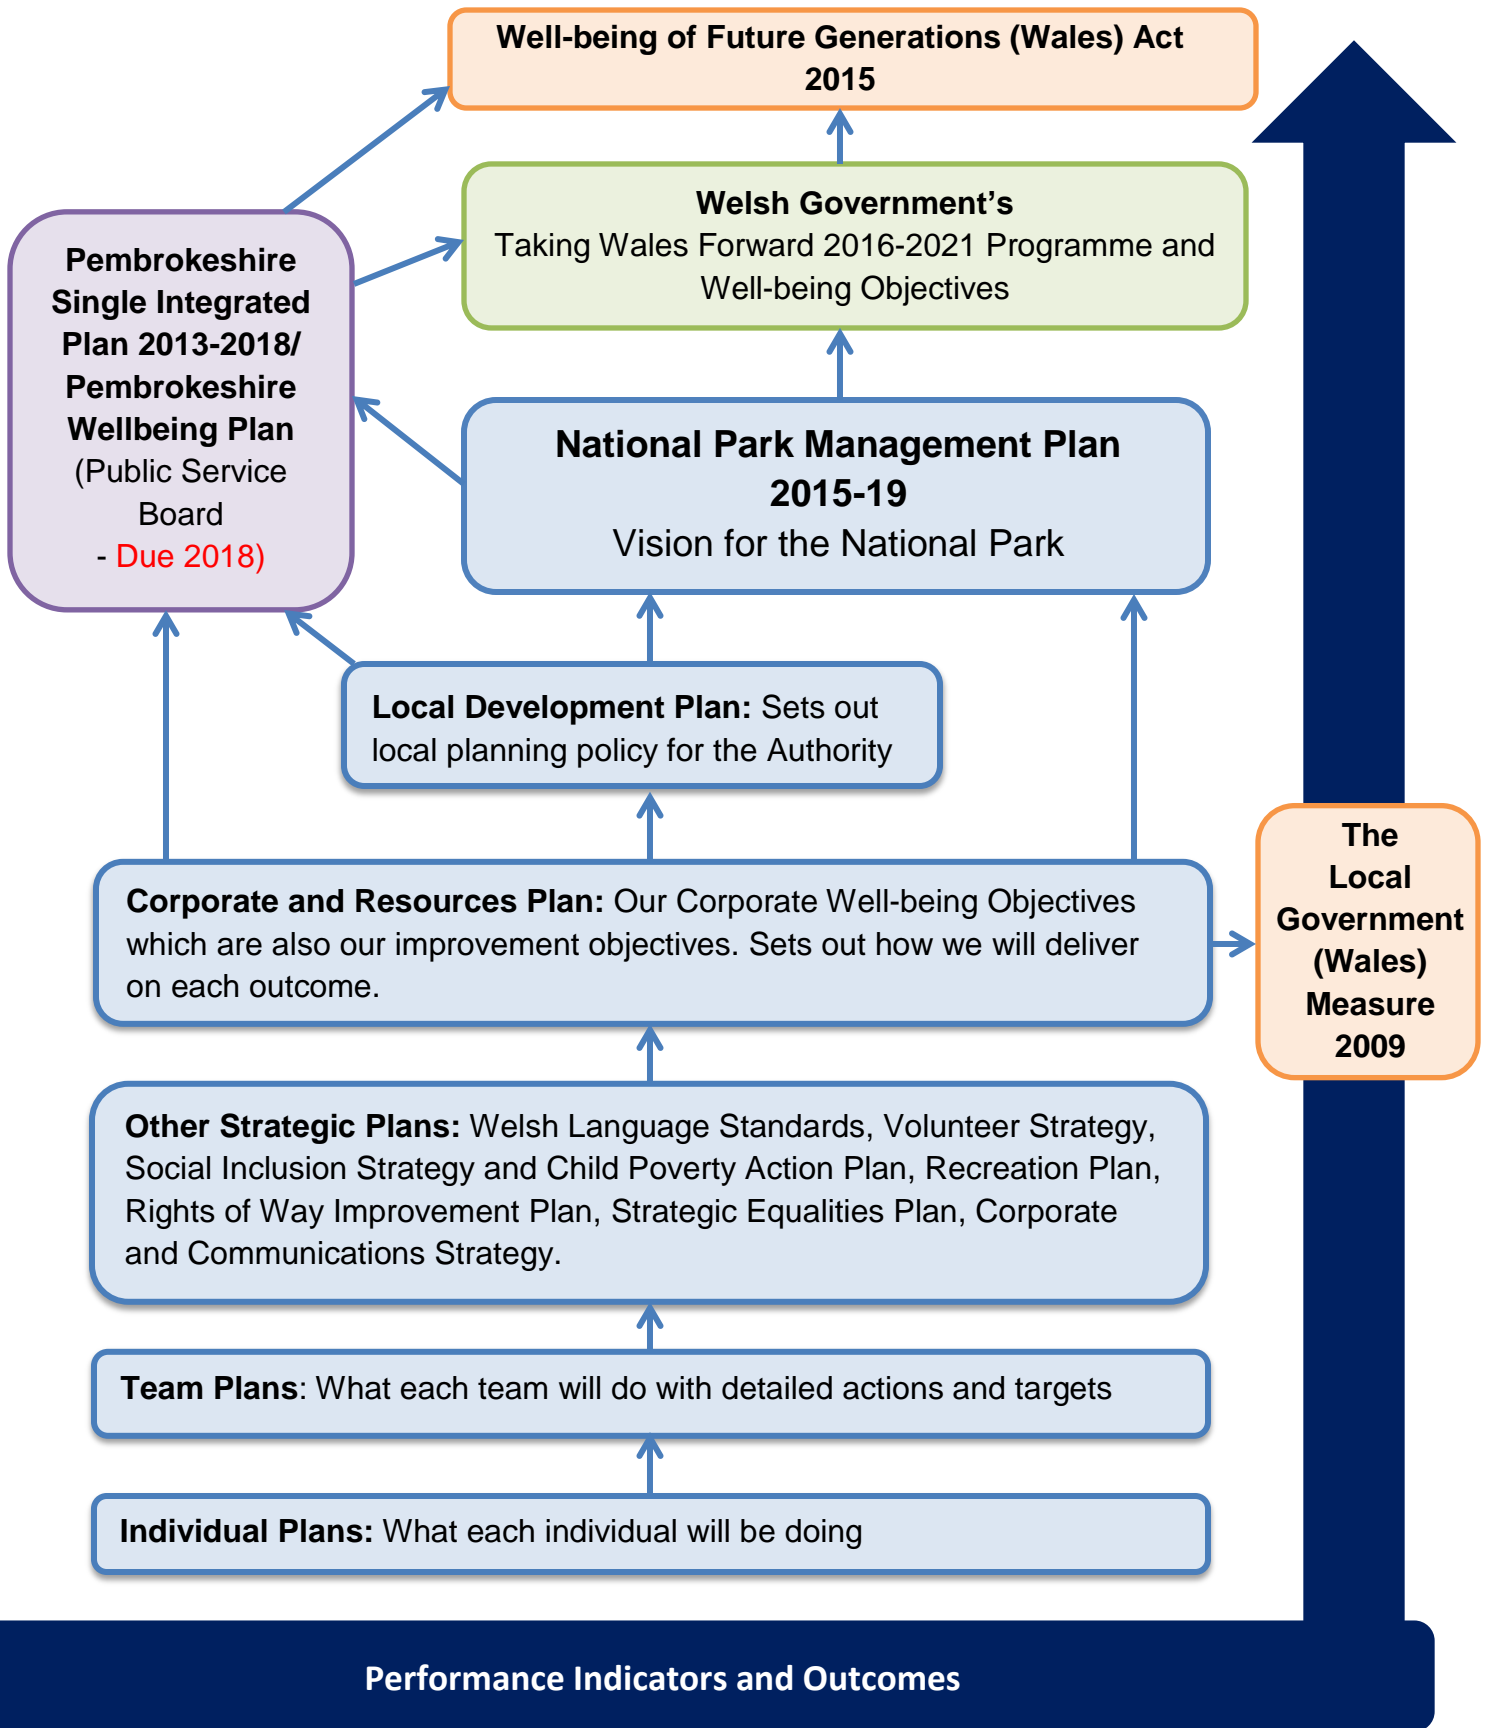 Well-being of Future Generations (Wales) Act
2015
Welsh Government’s
Taking Wales Forward 2016-2021 Programme and
Well-being Objectives
Pembrokeshire
Single Integrated
Plan 2013-2018/
Pembrokeshire
Wellbeing Plan
(Public Service
Board
- Due 2018)
National Park Management Plan
2015-19
Vision for the National Park
Local Development Plan: Sets out
local planning policy for the Authority
The
Local
Government
(Wales)
Measure
2009
Corporate and Resources Plan: Our Corporate Well-being Objectives
which are also our improvement objectives. Sets out how we will deliver
on each outcome.
Other Strategic Plans: Welsh Language Standards, Volunteer Strategy,
Social Inclusion Strategy and Child Poverty Action Plan, Recreation Plan,
Rights of Way Improvement Plan, Strategic Equalities Plan, Corporate
and Communications Strategy.
Team Plans: What each team will do with detailed actions and targets
Individual Plans: What each individual will be doing
Performance Indicators and Outcomes